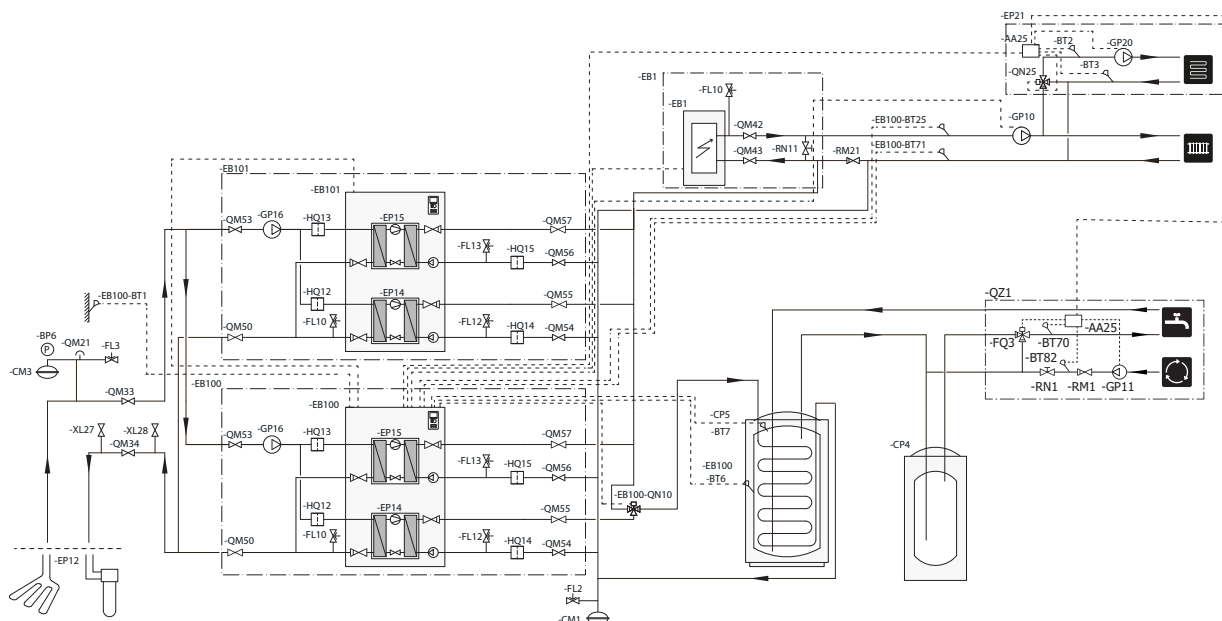 -EP21
-AA25
-BT2
-GP20
-BT3
-QN25
-EB1
-FL10
-EB1
-QM42
-EB100-BT25
-GP10
-QM43
-RN11
-RM21
-EB100-BT71
-EB101
-EB101
-QM53
-GP16
-HQ13
-EP15
-QM57
-FL13
-HQ15
-QM56
-HQ12
-EP14
-QM55
-FL10
-FL12
-HQ14
-QM54
-QM50
-EB100-BT1
-BP6
P
-QM21
-FL3
-CM3
-QM33
-XL27
-XL28
-QM34
-EB100
-EB100
-QM53
-GP16
-HQ13
-EP15
-QM57
-FL13
-HQ15
-QM56
-HQ12
-EP14
-QM55
-FL10
-FL12
-HQ14
-QM54
-QM50
-EP12
-EB100-QN10
-FL2
-CM1
-CP5
-BT7
-EB100
-BT6
-CP4
-QZ1
-FQ3
-BT70
-AA25
-BT82
-RN1
-RM1
-GP11